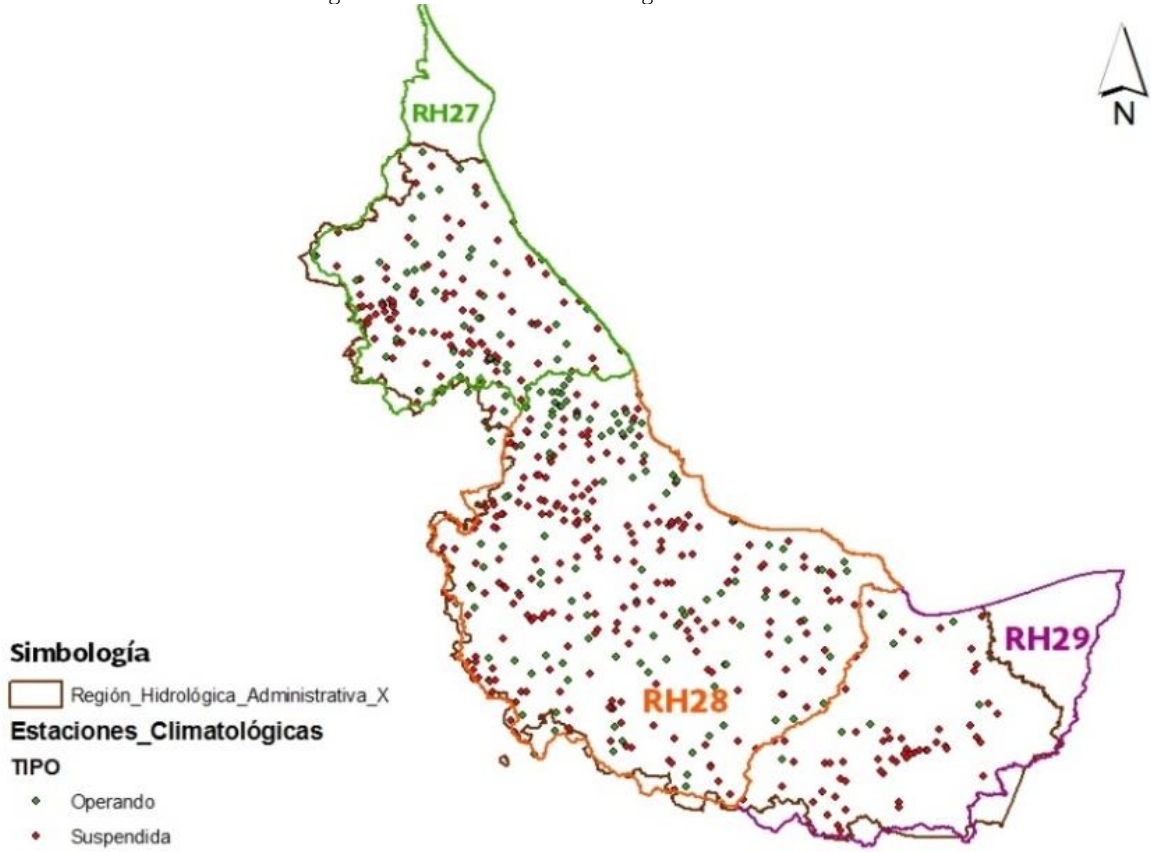 RH27
N
RH29
RH28
Simbología
Región_Hidrológica_Administrativa_X
Estaciones_Climatológicas
TIPO
Operando
Suspendida